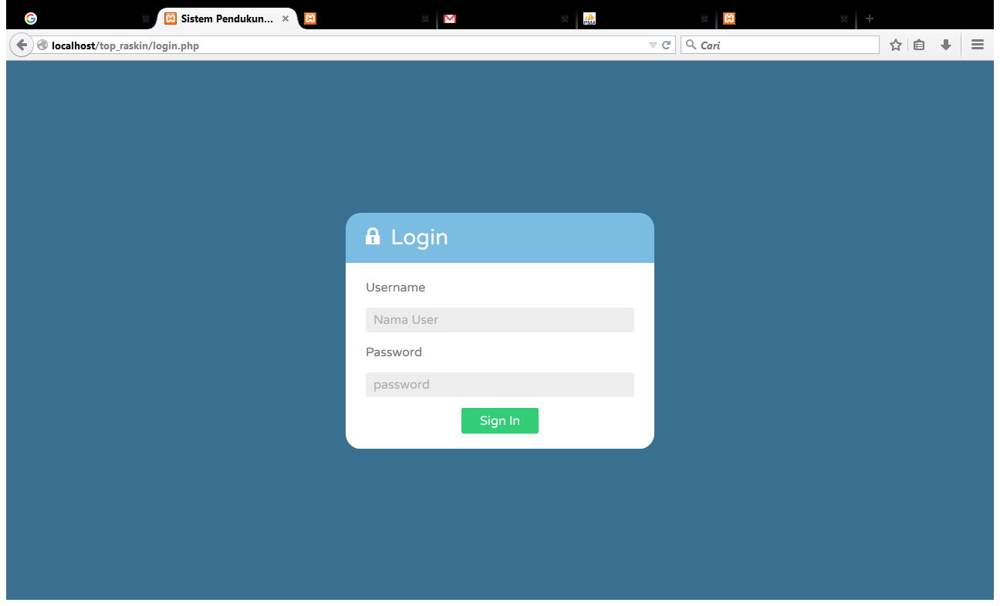 Sistem Pendukun...
localhost/top_raskin/login.php
Cari
Login
Username
Nama User
Password
password
Sign In